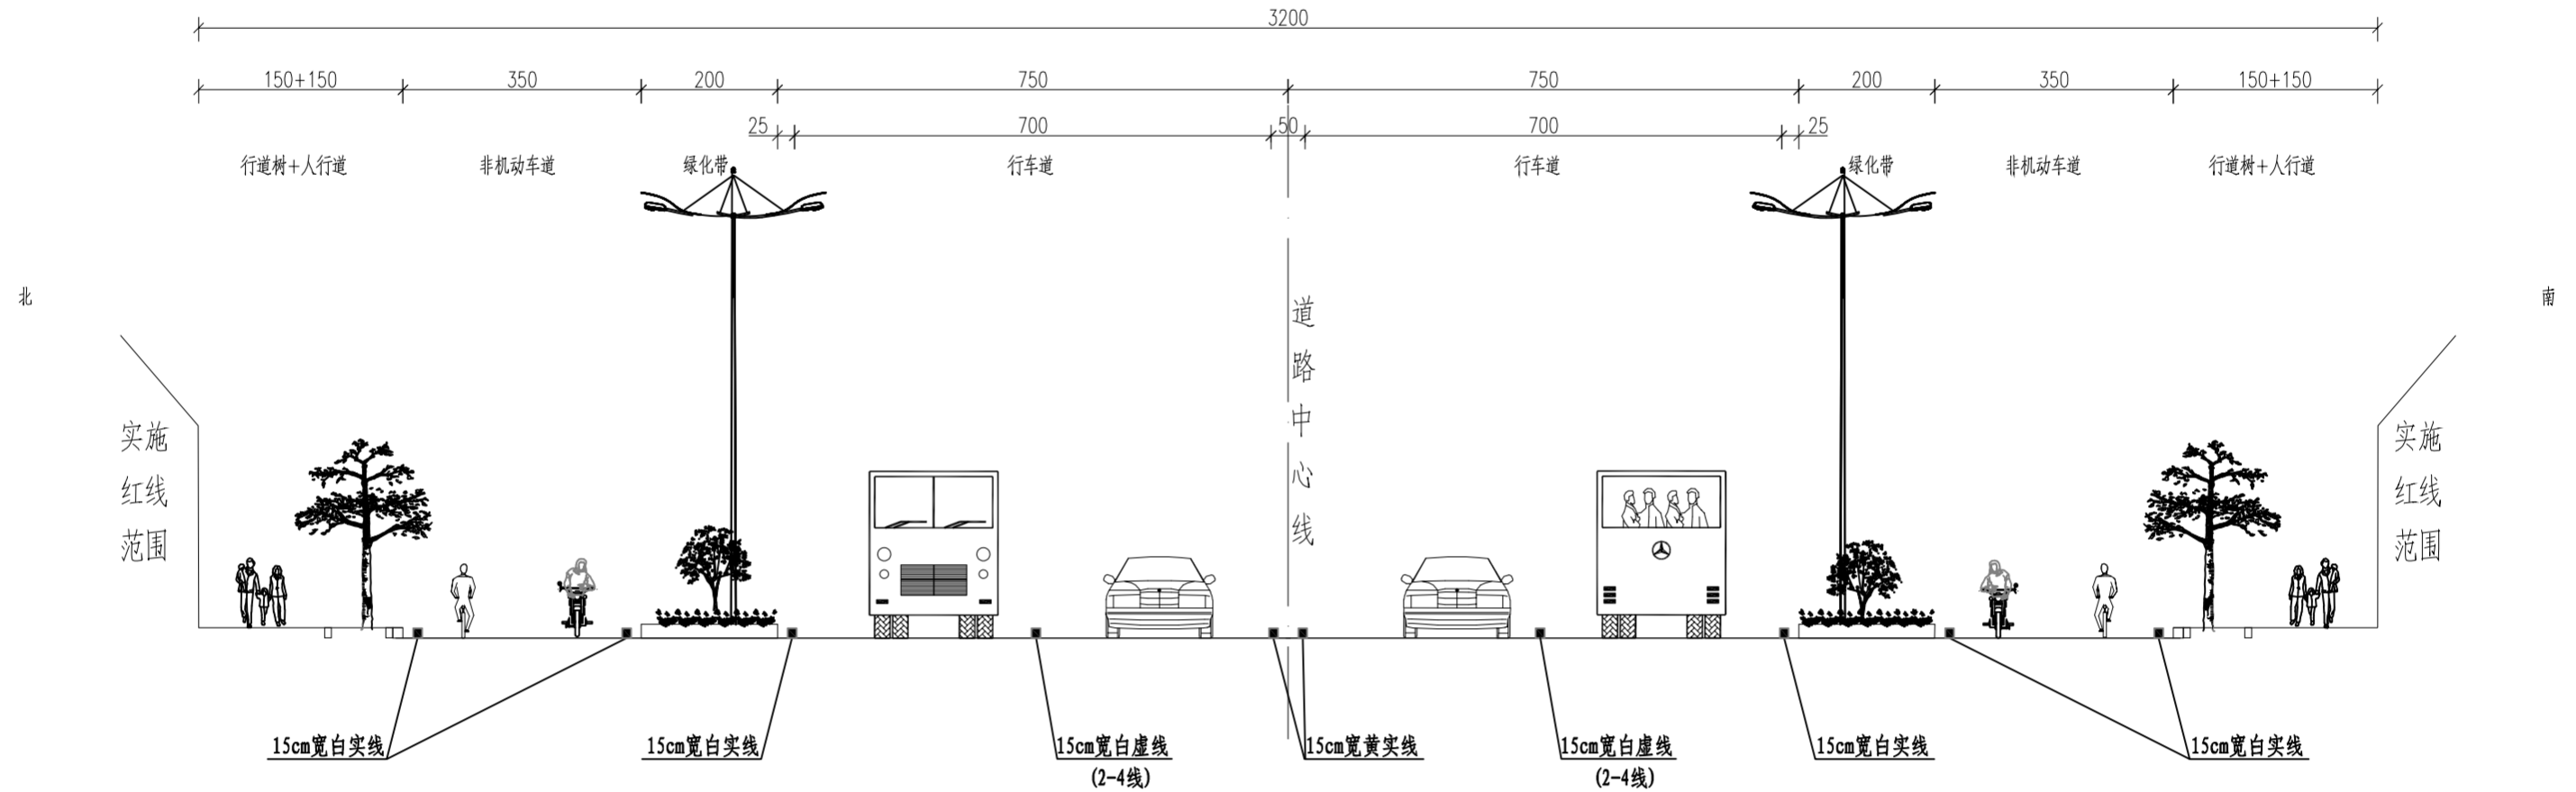 3200
150+150 350 200 750 750 200 350 150+150
25 700 50 700 25
行道树+人行道 非机动车道 绿化带 行车道 行车道 绿化带 非机动车道 行道树+人行道
北
南
道路中心线
实施
红线
范围
实施
红线
范围
15cm宽白实线 15cm宽白实线 15cm宽白虚线 15cm宽黄实线 15cm宽白虚线 15cm宽白实线 15cm宽白实线
(2-4线) (2-4线)